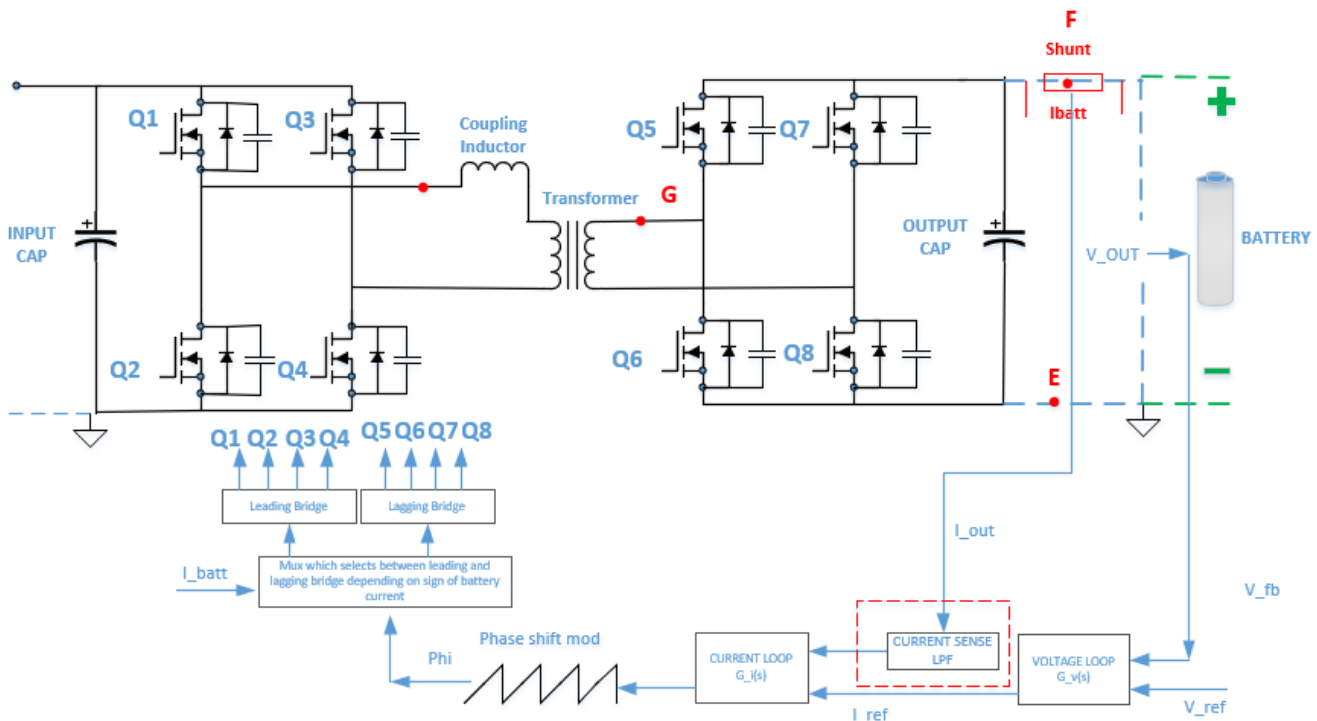 F
Shunt
Ibatt
Q1
Q3
Coupling
Inductor
Q5
Q7
Transformer
G
INPUT
CAP
OUTPUT
CAP
V_OUT
BATTERY
+
Q2
Q4
Q6
Q8
E
Q1 Q2 Q3 Q4
Q5 Q6 Q7 Q8
Leading Bridge
Lagging Bridge
I_out
I_batt
Mux which selects between leading and
lagging bridge depending on sign of battery
current
V_fb
Phase shift mod
Phi
CURRENT LOOP
G_i(s)
CURRENT SENSE
LPF
VOLTAGE LOOP
G_v(s)
I_ref
V_ref